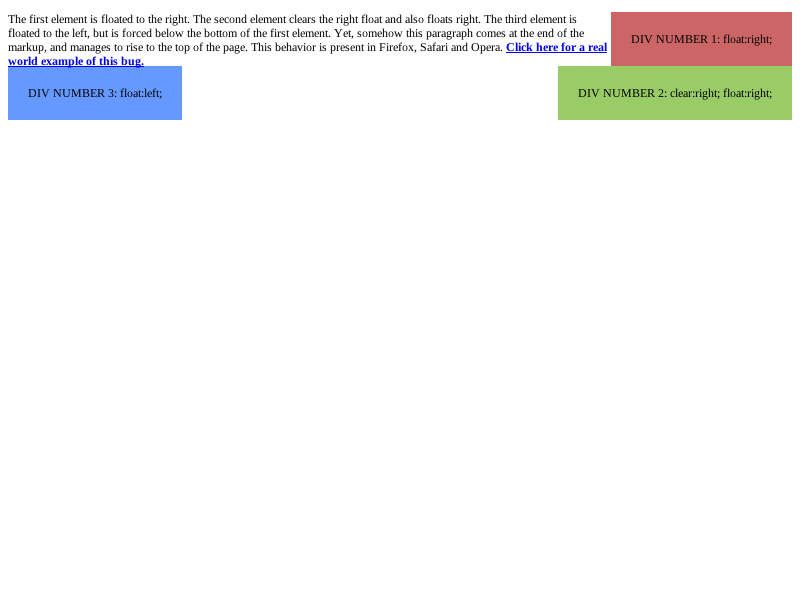 The first element is floated to the right. The second element clears the right float and also floats right. The third element is
floated to the left, but is forced below the bottom of the first element. Yet, somehow this paragraph comes at the end of the
markup, and manages to rise to the top of the page. This behavior is present in Firefox, Safari and Opera. Click here for a real
world example of this bug.
DIV NUMBER 1: float:right;
DIV NUMBER 3: float:left;
DIV NUMBER 2: clear:right; float:right;